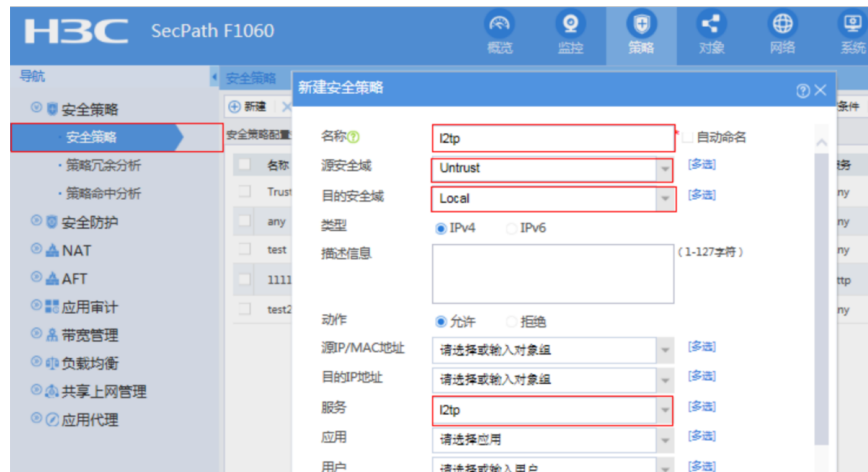 H3C SecPath F1060
概览 监控 策略 对象 网络 系统
导航
安全策略
安全策略
策略冗余分析
策略命中分析
安全防护
NAT
AFT
应用审计
带宽管理
负载均衡
共享上网管理
应用代理
安全策略
新建
条件
安全策略配置
名称
Trust
ny
any
ny
test
ny
1111
ttp
test2
ny
新建安全策略
名称 l2tp * 自动命名
源安全域 Untrust [多选]
目的安全域 Local [多选]
类型 IPv4 IPv6
描述信息 (1-127字符)
动作 允许 拒绝
源IP/MAC地址 请选择或输入对象组 [多选]
目的IP地址 请选择或输入对象组 [多选]
服务 l2tp [多选]
应用 请选择应用 [多选]
用户 请选择或输入用户 [多选]